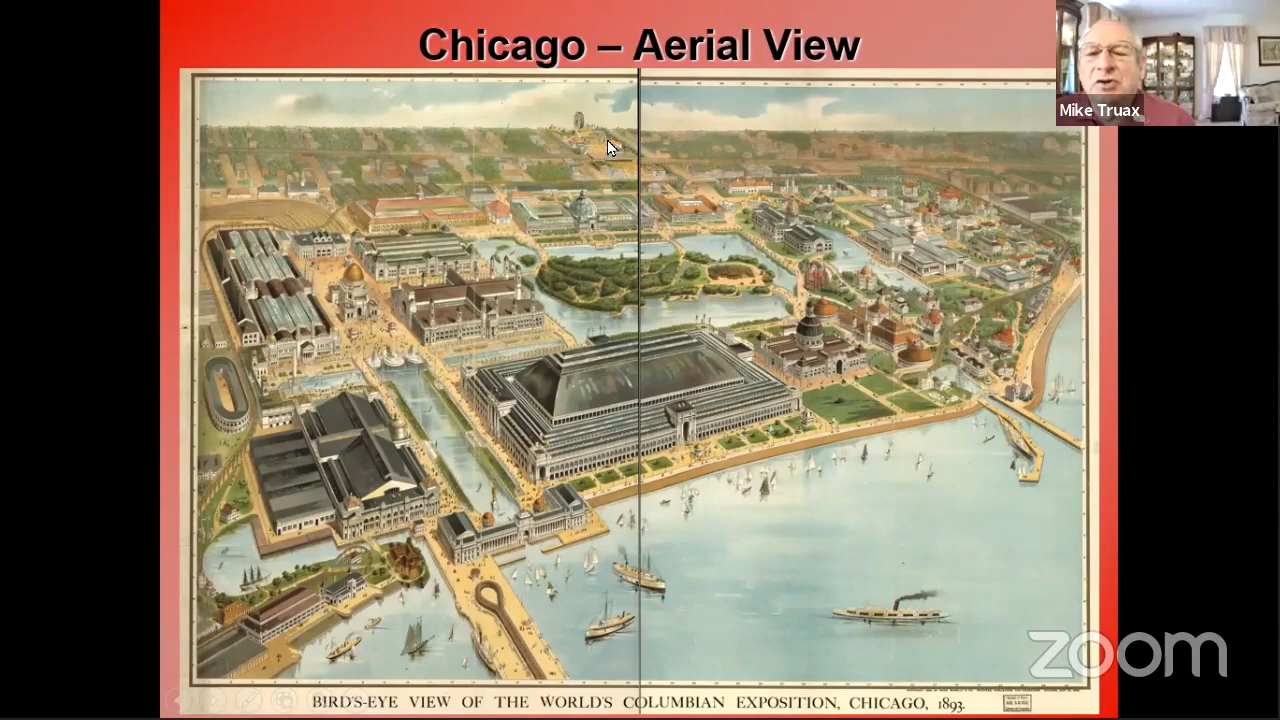 Chicago – Aerial View
Mike Truax
zoom
BIRD'S-EYE VIEW OF THE WORLD'S COLUMBIAN EXPOSITION, CHICAGO, 1893.